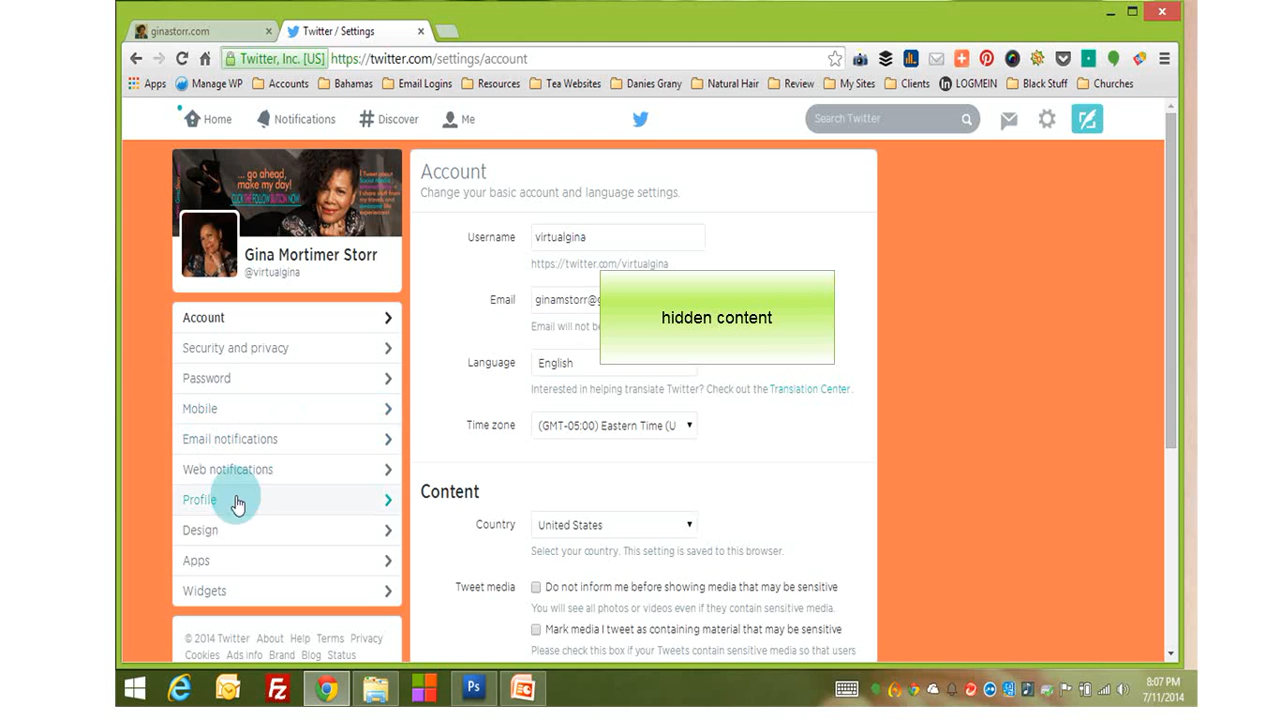 ginastorr.com
Twitter / Settings
Twitter, Inc. [US] https://twitter.com/settings/account
Apps Manage WP Accounts Bahamas Email Logins Resources Tea Websites Danies Grany Natural Hair Review My Sites Clients LOGMEIN Black Stuff Churches
Home Notifications Discover Me Search Twitter
... go ahead,
make my day!
CLICK THE FOLLOW BUTTON NOW
I Tweet about
Gina Mortimer Storr
@virtualgina
Account
Security and privacy
Password
Mobile
Email notifications
Web notifications
Profile
Design
Apps
Widgets
© 2014 Twitter About Help Terms Privacy
Cookies Ads info Brand Blog Status
Account
Change your basic account and language settings.
Username virtualgina
https://twitter.com/virtualgina
Email ginamstorr@
Email will not be
hidden content
Language English
Interested in helping translate Twitter? Check out the Translation Center.
Time zone (GMT-05:00) Eastern Time (U
Content
Country United States
Select your country. This setting is saved to this browser.
Tweet media Do not inform me before showing media that may be sensitive
You will see all photos or videos even if they contain sensitive media.
Mark media I tweet as containing material that may be sensitive
Please check this box if your Tweets contain sensitive media so that users
Ps
8:07 PM
7/11/2014